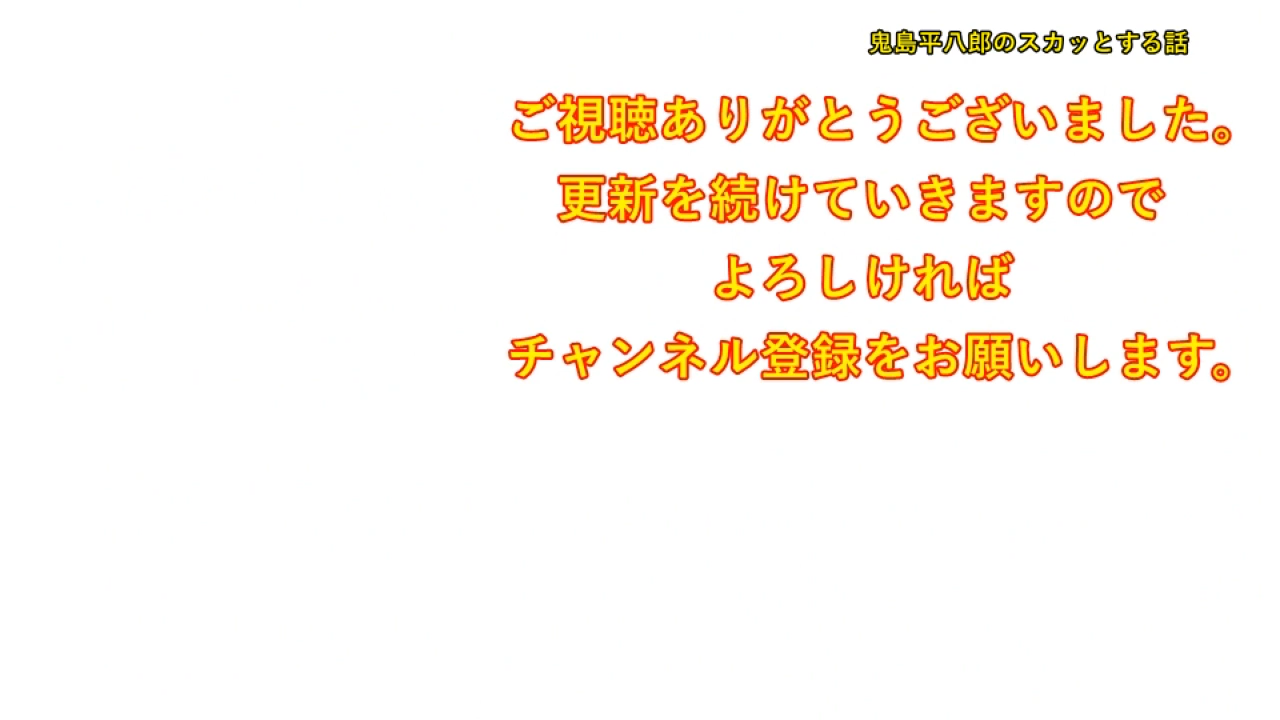 鬼島平八郎のスカッとする話
ご視聴ありがとうございました。
更新を続けていきますので
よろしければ
チャンネル登録をお願いします。